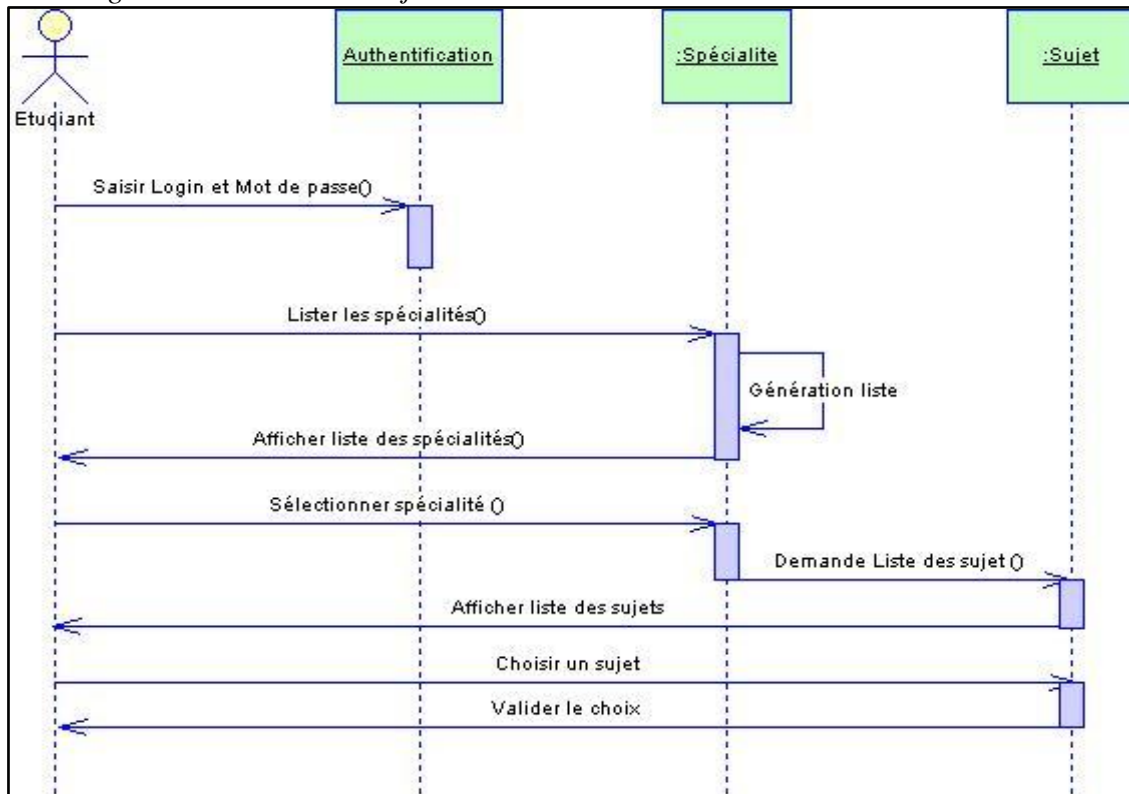 Etudiant
Authentification
:Spécialite
:Sujet
Saisir Login et Mot de passe()
Lister les spécialités()
Génération liste
Afficher liste des spécialités()
Sélectionner spécialité ()
Demande Liste des sujet ()
Afficher liste des sujets
Choisir un sujet
Valider le choix